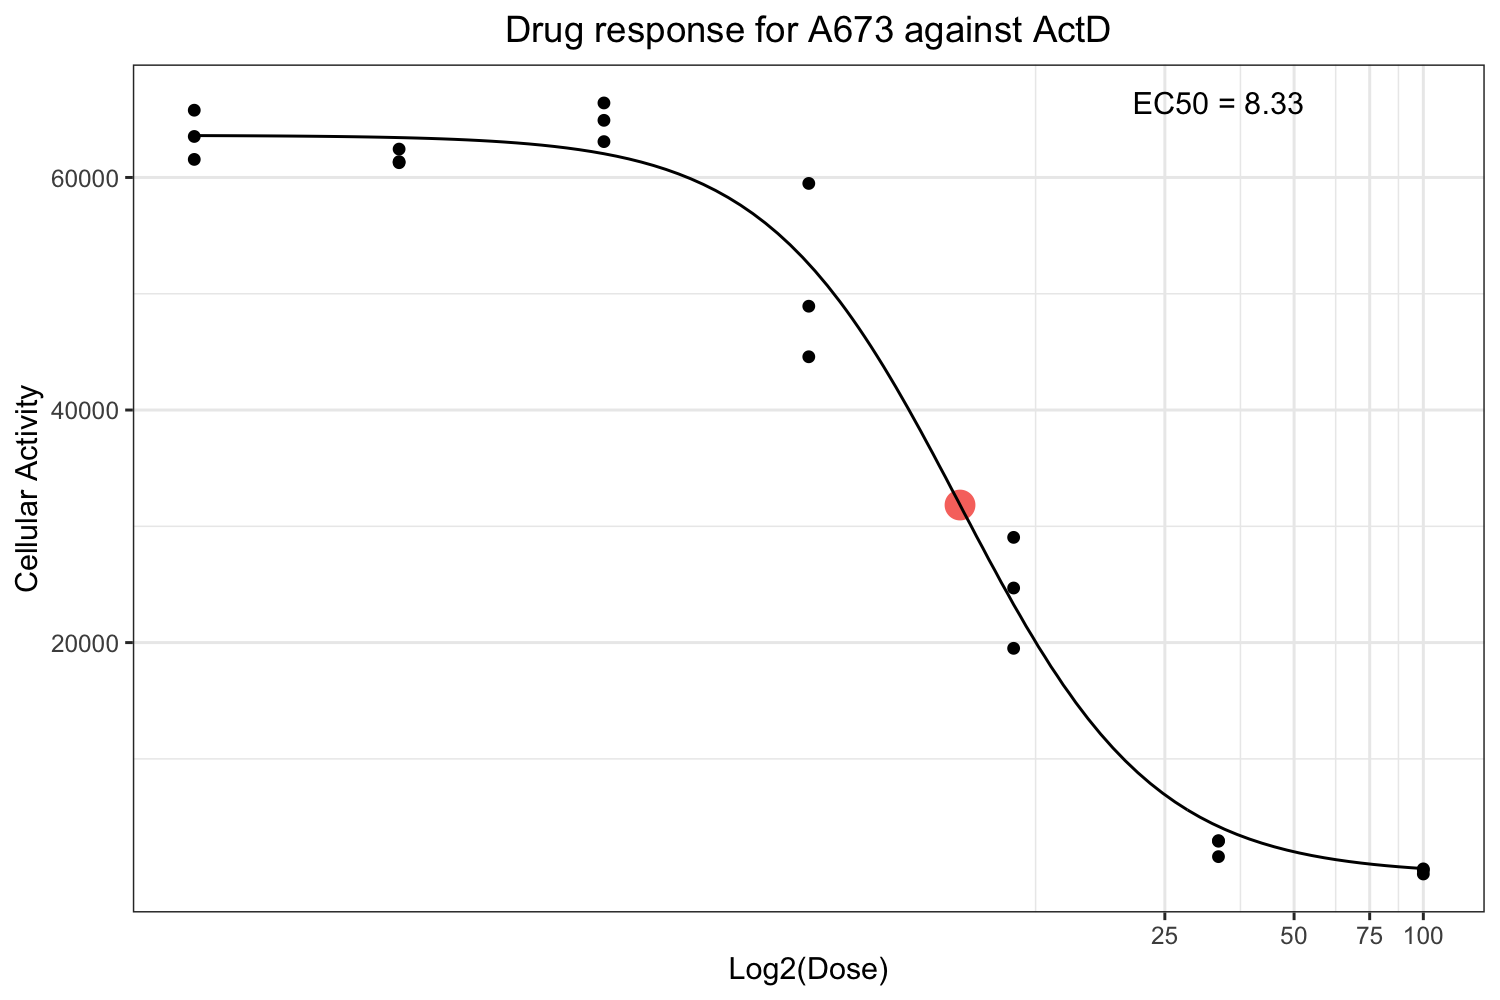 Drug response for A673 against ActD
EC50 = 8.33
60000
40000
20000
Cellular Activity
25 50 75 100
Log2(Dose)